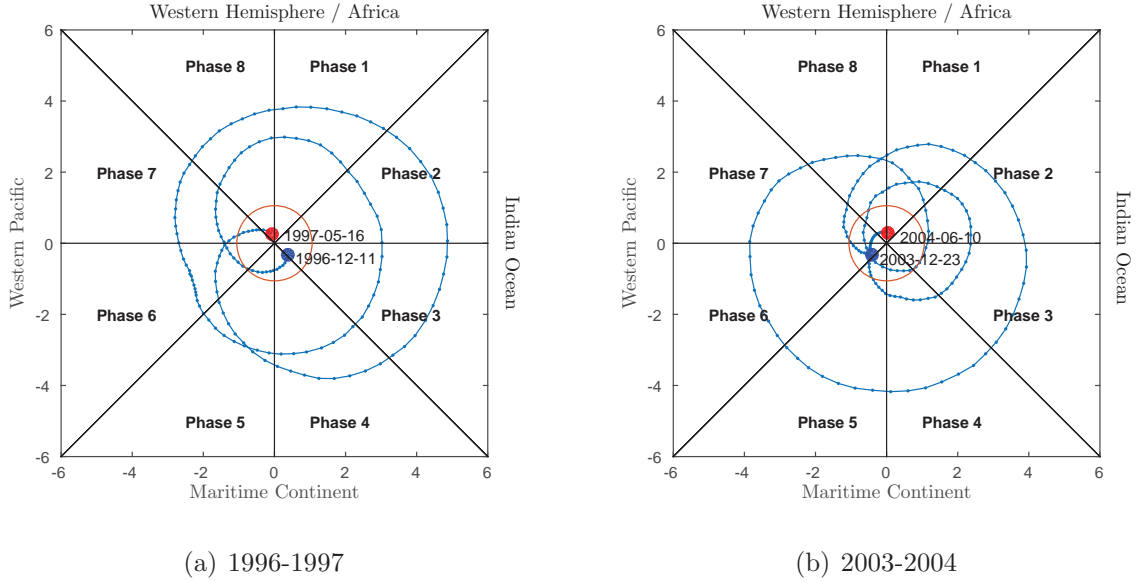 Western Hemisphere / Africa
6
4
2
0
-2
-4
-6
-6
-4
-2
0
2
4
6
Phase 8
Phase 1
Phase 7
Phase 2
1997-05-16
1996-12-11
Phase 6
Phase 3
Phase 5
Phase 4
Western Pacific
Indian Ocean
Maritime Continent
(a) 1996-1997
Western Hemisphere / Africa
6
4
2
0
-2
-4
-6
-6
-4
-2
0
2
4
6
Phase 8
Phase 1
Phase 7
Phase 2
2004-06-10
2003-12-23
Phase 6
Phase 3
Phase 5
Phase 4
Western Pacific
Indian Ocean
Maritime Continent
(b) 2003-2004